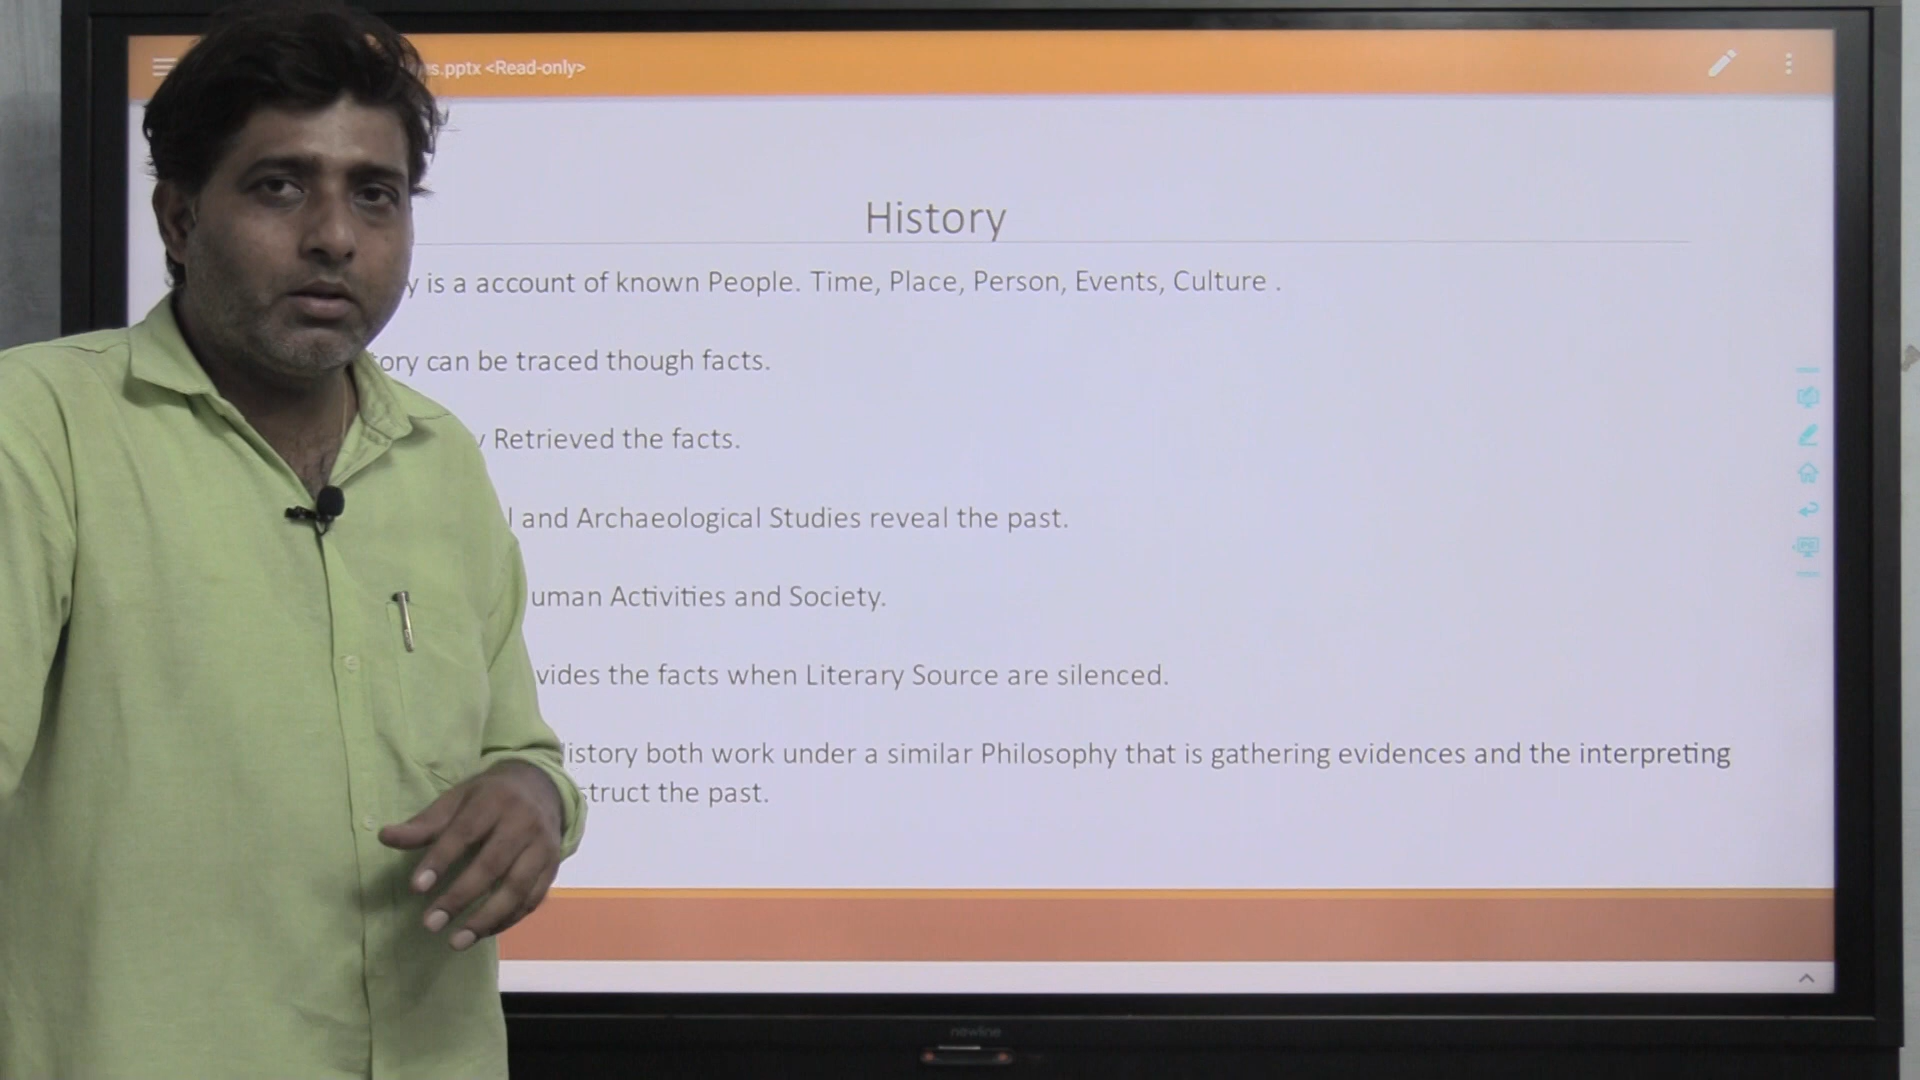 s.pptx <Read-only>
History
y is a account of known People. Time, Place, Person, Events, Culture .
ory can be traced though facts.
Retrieved the facts.
l and Archaeological Studies reveal the past.
uman Activities and Society.
vides the facts when Literary Source are silenced.
istory both work under a similar Philosophy that is gathering evidences and the interpreting
struct the past.
newline